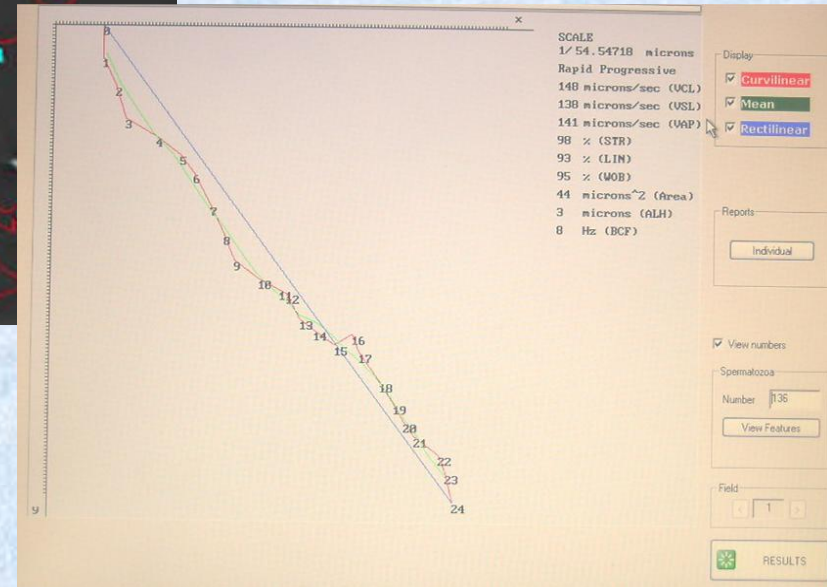 x
SCALE
1/54.54718 microns
Rapid Progressive
148 microns/sec (VCL)
138 microns/sec (VSL)
141 microns/sec (VAP)
98 % (STR)
93 % (LIN)
95 % (WOB)
44 microns^2 (Area)
3 microns (ALH)
8 Hz (BCF)
1
2
3
4
5
6
7
8
9
10
11
12
13
14
15
16
17
18
19
20
21
22
23
24
Display
Curvilinear
Mean
Rectilinear
Reports
Individual
View numbers
Spermatozoa
Number 136
View Features
Field
< 1 >
RESULTS